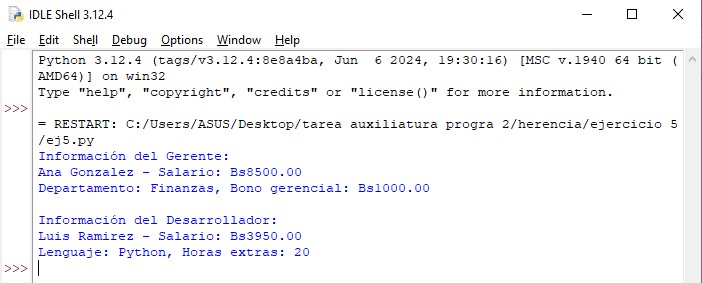 IDLE Shell 3.12.4
File Edit Shell Debug Options Window Help
Python 3.12.4 (tags/v3.12.4:8e8a4ba, Jun  6 2024, 19:30:16) [MSC v.1940 64 bit (
AMD64)] on win32
Type "help", "copyright", "credits" or "license()" for more information.
>>>
= RESTART: C:/Users/ASUS/Desktop/tarea auxiliatura progra 2/herencia/ejercicio 5
/ej5.py
Información del Gerente:
Ana Gonzalez - Salario: Bs8500.00
Departamento: Finanzas, Bono gerencial: Bs1000.00
Información del Desarrollador:
Luis Ramirez - Salario: Bs3950.00
Lenguaje: Python, Horas extras: 20
>>>